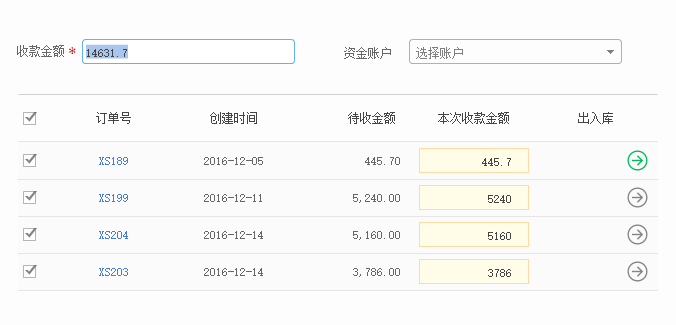 收款金额 * 14631.7 资金账户 选择账户
订单号 创建时间 待收金额 本次收款金额 出入库
XS189 2016-12-05 445.70 445.7
XS199 2016-12-11 5,240.00 5240
XS204 2016-12-14 5,160.00 5160
XS203 2016-12-14 3,786.00 3786